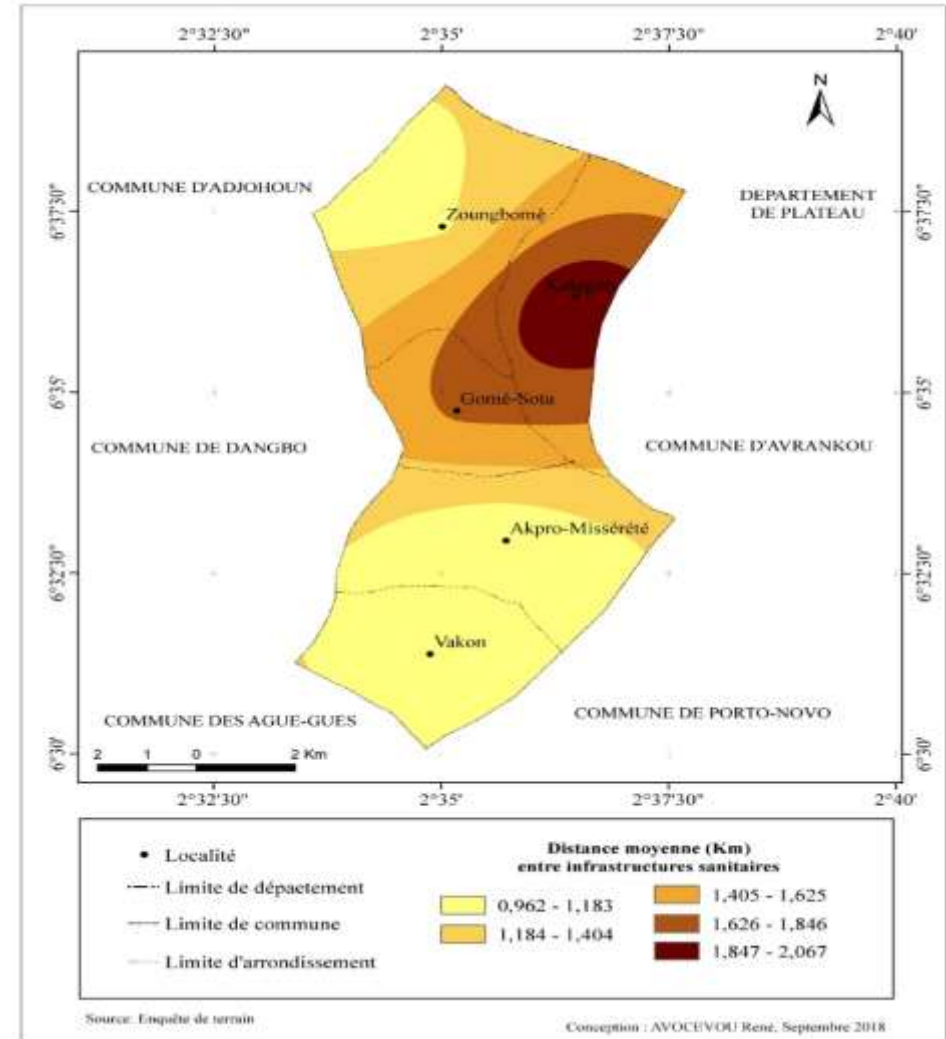 2°32'30"
2°35'
2°37'30"
2°40'
N
COMMUNE D'ADJOHOUN
DEPARTEMENT
DE PLATEAU
6°37'30"
6°37'30"
Zoungbomè
6°35'
6°35'
Gomè-Sota
COMMUNE DE DANGBO
COMMUNE D'AVRANKOU
Akpro-Missérété
6°32'30"
6°32'30"
Vakon
COMMUNE DES AGUE-GUES
COMMUNE DE PORTO-NOVO
6°30'
6°30'
2 1 0 2 Km
2°32'30"
2°35'
2°37'30"
2°40'
Localité
Limite de dépaetement
Limite de commune
Limite d'arrondissement
Distance moyenne (Km)
entre infrastructures sanitaires
0,962 - 1,183
1,184 - 1,404
1,405 - 1,625
1,626 - 1,846
1,847 - 2,067
Source: Enquête de terrain
Conception : AVOCEVOU René, Septembre 2018